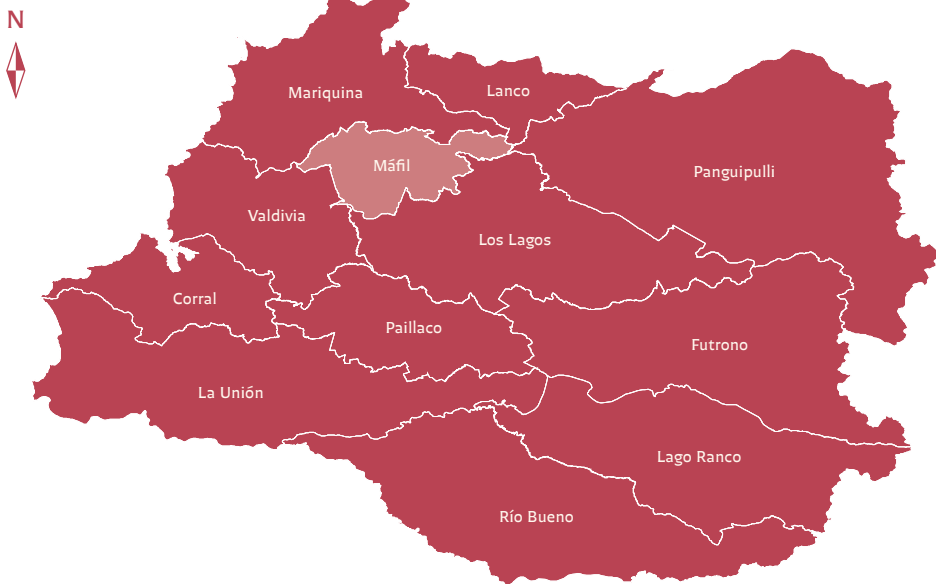 N
Mariquina
Lanco
Máfil
Panguipulli
Valdivia
Los Lagos
Corral
Paillaco
Futrono
La Unión
Lago Ranco
Río Bueno